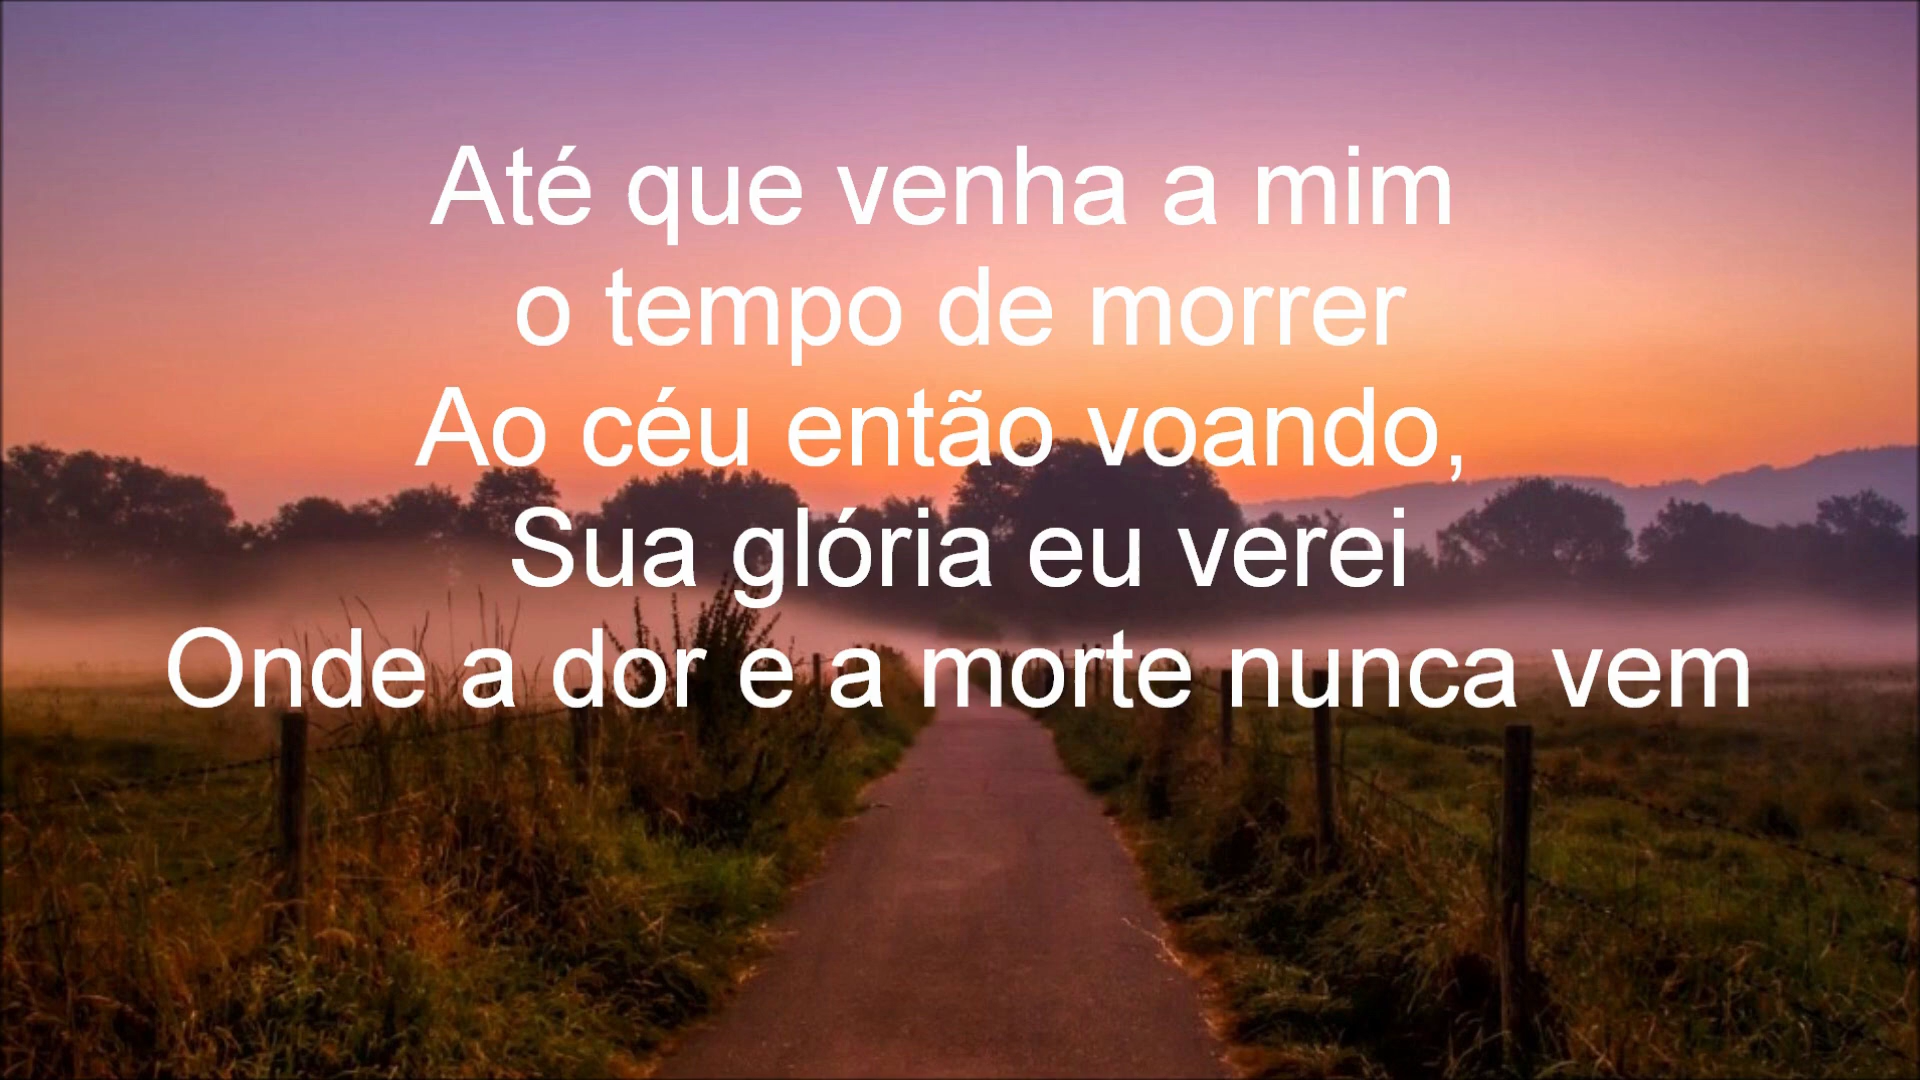 Até que venha a mim
o tempo de morrer
Ao céu então voando,
Sua glória eu verei
Onde a dor e a morte nunca vem